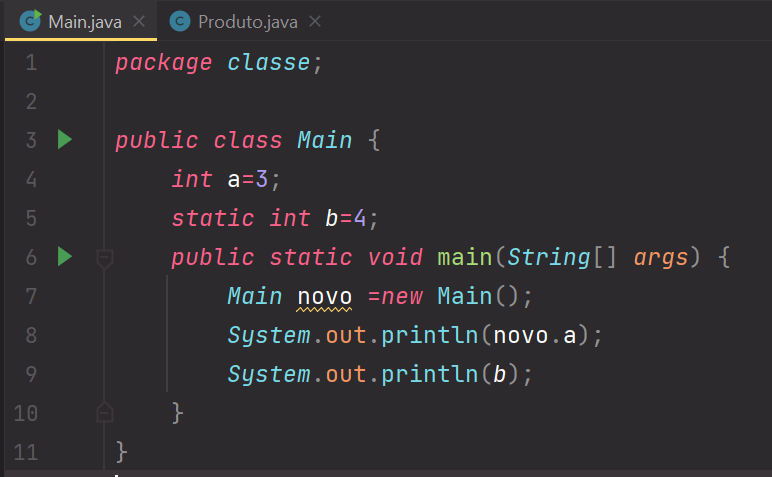 Main.java × Produto.java ×
1 package classe;
2
3 public class Main {
4 int a=3;
5 static int b=4;
6 public static void main(String[] args) {
7 Main novo =new Main();
8 System.out.println(novo.a);
9 System.out.println(b);
10 }
11 }